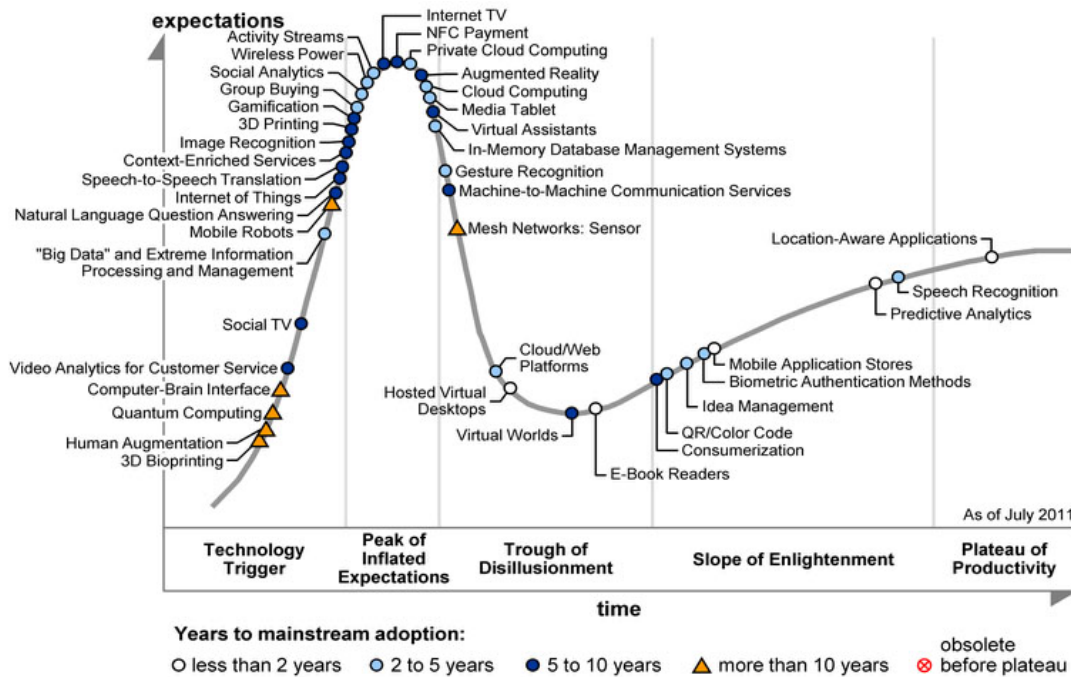 expectations
Activity Streams
Wireless Power
Social Analytics
Group Buying
Gamification
3D Printing
Image Recognition
Context-Enriched Services
Speech-to-Speech Translation
Internet of Things
Natural Language Question Answering
Mobile Robots
"Big Data" and Extreme Information
Processing and Management
Social TV
Video Analytics for Customer Service
Computer-Brain Interface
Quantum Computing
Human Augmentation
3D Bioprinting
Internet TV
NFC Payment
Private Cloud Computing
Augmented Reality
Cloud Computing
Media Tablet
Virtual Assistants
In-Memory Database Management Systems
Gesture Recognition
Machine-to-Machine Communication Services
Mesh Networks: Sensor
Cloud/Web
Platforms
Hosted Virtual
Desktops
Virtual Worlds
E-Book Readers
Location-Aware Applications
Speech Recognition
Predictive Analytics
Mobile Application Stores
Biometric Authentication Methods
Idea Management
QR/Color Code
Consumerization
As of July 2011
Technology
Trigger
Peak of
Inflated
Expectations
Trough of
Disillusionment
Slope of Enlightenment
Plateau of
Productivity
time
Years to mainstream adoption:
less than 2 years
2 to 5 years
5 to 10 years
more than 10 years
obsolete
before plateau